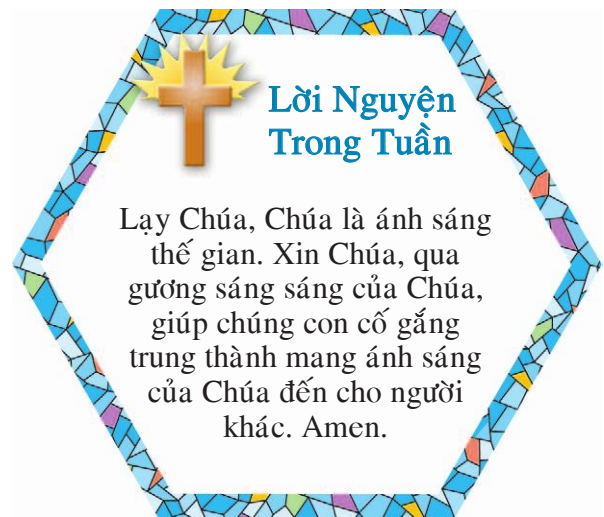 Lời Nguyện
Trong Tuần
Lạy Chúa, Chúa là ánh sáng
thế gian. Xin Chúa, qua
gương sáng sáng của Chúa,
giúp chúng con cố gắng
trung thành mang ánh sáng
của Chúa đến cho người
khác. Amen.